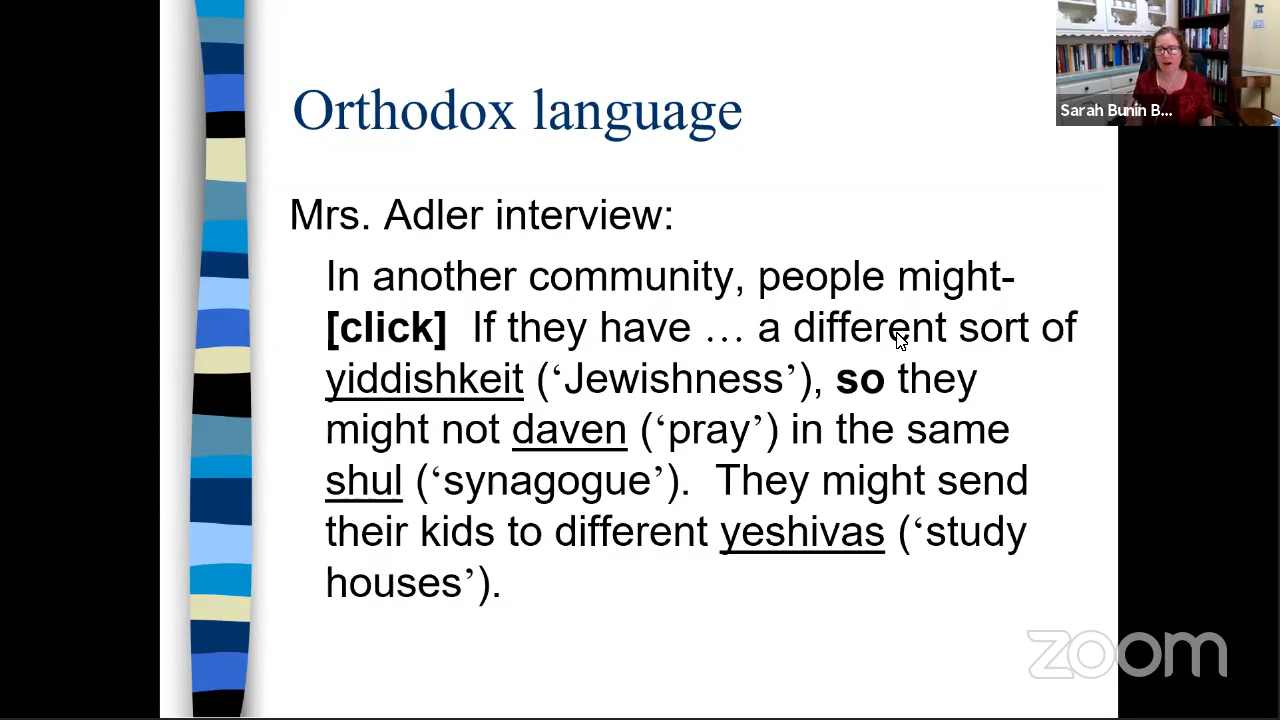 Orthodox language
Sarah Bunin B...
Mrs. Adler interview:
In another community, people might-
[click]  If they have … a different sort of
yiddishkeit (‘Jewishness’), so they
might not daven (‘pray’) in the same
shul (‘synagogue’).  They might send
their kids to different yeshivas (‘study
houses’).
zoom